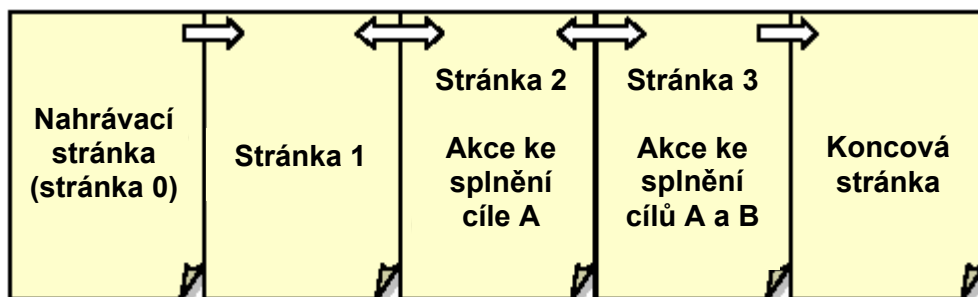 Nahrávací
stránka
(stránka 0)
Stránka 1
Stránka 2
Akce ke
splnění
cíle A
Stránka 3
Akce ke
splnění
cílů A a B
Koncová
stránka